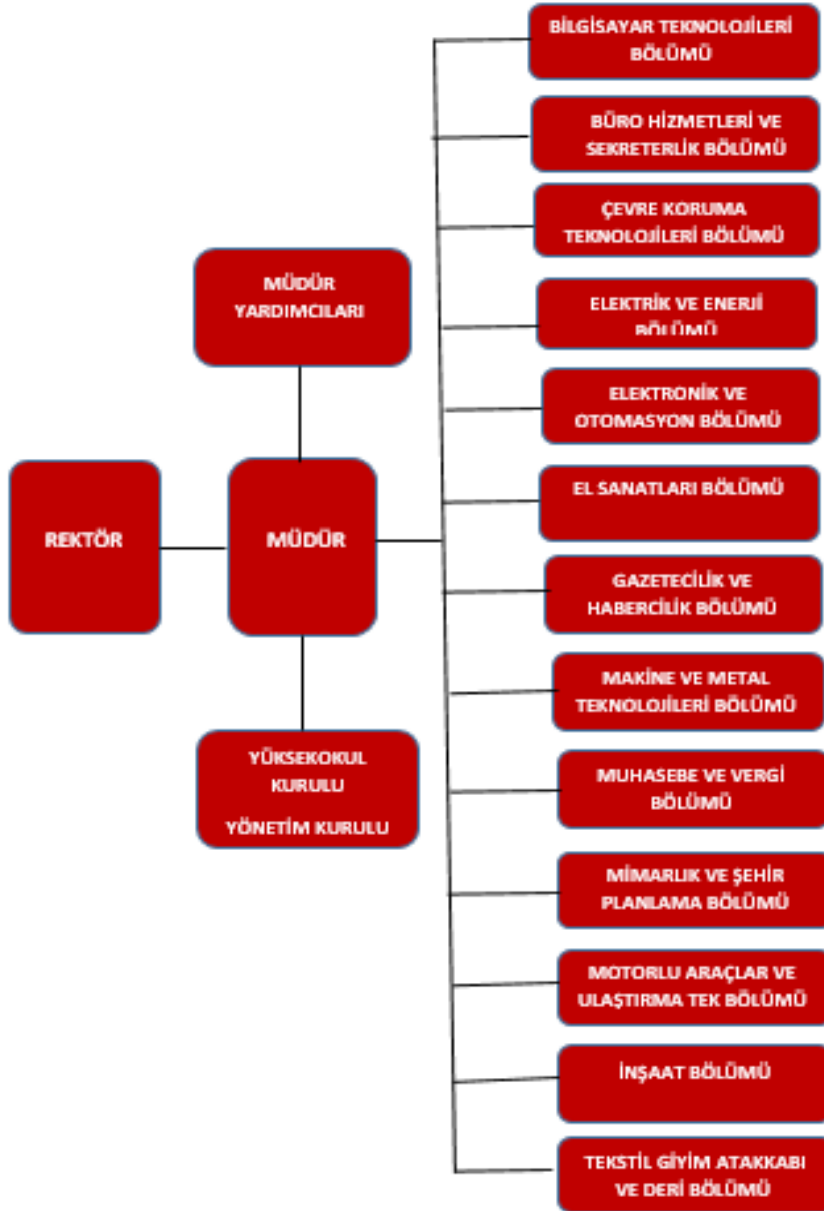 REKTÖR
MÜDÜR
YARDIMCILARI
MÜDÜR
YÜKSEKOKUL
KURULU
YÖNETİM KURULU
BİLGİSAYAR TEKNOLOJİLERİ
BÖLÜMÜ
BÜRO HİZMETLERİ VE
SEKRETERLİK BÖLÜMÜ
ÇEVRE KORUMA
TEKNOLOJİLERİ BÖLÜMÜ
ELEKTRİK VE ENERJİ
BÖLÜMÜ
ELEKTRONİK VE
OTOMASYON BÖLÜMÜ
EL SANATLARI BÖLÜMÜ
GAZETECİLİK VE
HABERCİLİK BÖLÜMÜ
MAKİNE VE METAL
TEKNOLOJİLERİ BÖLÜMÜ
MUHASEBE VE VERGİ
BÖLÜMÜ
MİMARLIK VE ŞEHİR
PLANLAMA BÖLÜMÜ
MOTORLU ARAÇLAR VE
ULAŞTIRMA TEK BÖLÜMÜ
İNŞAAT BÖLÜMÜ
TEKSTİL GİYİM ATAKKABI
VE DERİ BÖLÜMÜ